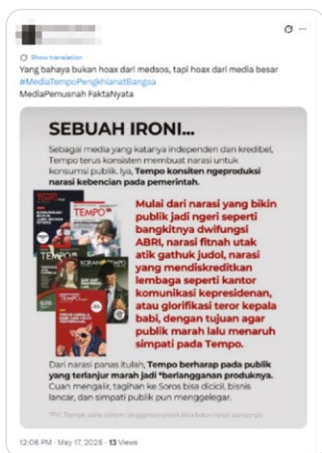 Show translation
Yang bahaya bukan hoax dari medsos, tapi hoax dari media besar
#MediaTempoPengkhianatBangsa
MediaPemusnah FaktaNyata
SEBUAH IRONI...
Sebagai media yang katanya independen dan kredibel,
Tempo terus konsisten membuat narasi untuk
konsumsi publik. Iya, Tempo konsiten ngeproduksi
narasi kebencian pada pemerintah.
TEMPO
TEMPO
KORAN TEMPO
Mulai dari narasi yang bikin
publik jadi ngeri seperti
bangkitnya dwifungsi
ABRI, narasi fitnah utak
atik gathuk judol, narasi
yang mendiskreditkan
lembaga seperti kantor
komunikasi kepresidenan,
atau glorifikasi teror kepala
babi, dengan tujuan agar
publik marah lalu menaruh
simpati pada Tempo.
Dari narasi panas itulah, Tempo berharap pada publik
yang terlanjur marah jadi *berlangganan produknya.
Cuan mengalir, tagihan ke Soros bisa dicicil, bisnis
lancar, dan simpati publik pun menggelegar.
12:06 PM · May 17, 2025 · 13 Views